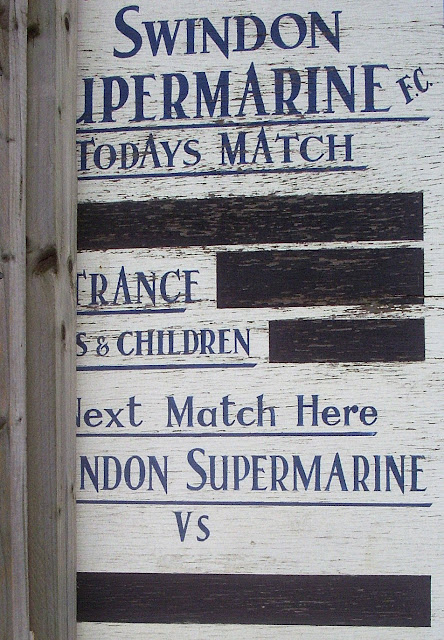 SWINDON
UPERMARINE F.C.
TODAYS MATCH
TRANCE
S & CHILDREN
Next Match Here
NDON SUPERMARINE
VS